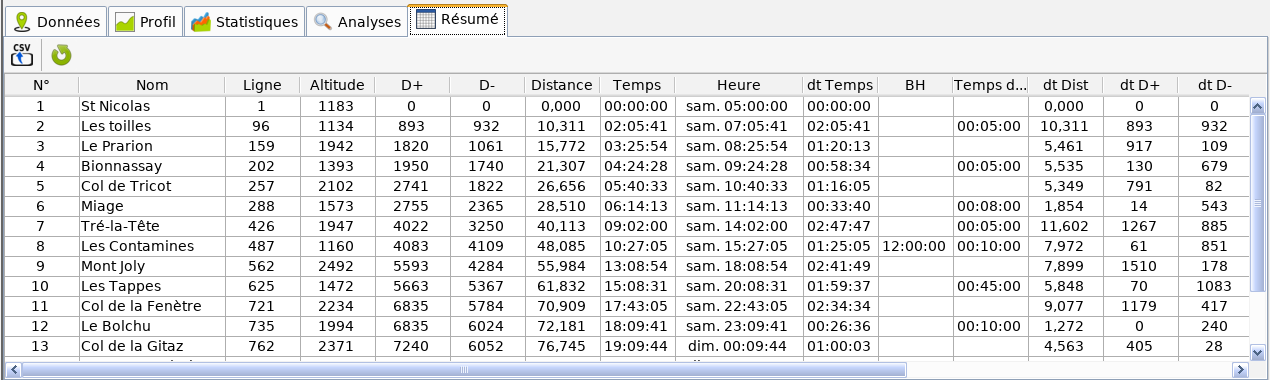 Données Profil Statistiques Analyses Résumé
CSV
N° Nom Ligne Altitude D+ D- Distance Temps Heure dt Temps BH Temps d... dt Dist dt D+ dt D-
1 St Nicolas 1 1183 0 0 0,000 00:00:00 sam. 05:00:00 00:00:00 0,000 0 0
2 Les toilles 96 1134 893 932 10,311 02:05:41 sam. 07:05:41 02:05:41 00:05:00 10,311 893 932
3 Le Prarion 159 1942 1820 1061 15,772 03:25:54 sam. 08:25:54 01:20:13 5,461 917 109
4 Bionnassay 202 1393 1950 1740 21,307 04:24:28 sam. 09:24:28 00:58:34 00:05:00 5,535 130 679
5 Col de Tricot 257 2102 2741 1822 26,656 05:40:33 sam. 10:40:33 01:16:05 5,349 791 82
6 Miage 288 1573 2755 2365 28,510 06:14:13 sam. 11:14:13 00:33:40 00:08:00 1,854 14 543
7 Tré-la-Tête 426 1947 4022 3250 40,113 09:02:00 sam. 14:02:00 02:47:47 00:05:00 11,602 1267 885
8 Les Contamines 487 1160 4083 4109 48,085 10:27:05 sam. 15:27:05 01:25:05 12:00:00 00:10:00 7,972 61 851
9 Mont Joly 562 2492 5593 4284 55,984 13:08:54 sam. 18:08:54 02:41:49 7,899 1510 178
10 Les Tappes 625 1472 5663 5367 61,832 15:08:31 sam. 20:08:31 01:59:37 00:45:00 5,848 70 1083
11 Col de la Fenètre 721 2234 6835 5784 70,909 17:43:05 sam. 22:43:05 02:34:34 9,077 1179 417
12 Le Bolchu 735 1994 6835 6024 72,181 18:09:41 sam. 23:09:41 00:26:36 00:10:00 1,272 0 240
13 Col de la Gitaz 762 2371 7240 6052 76,745 19:09:44 dim. 00:09:44 01:00:03 4,563 405 28